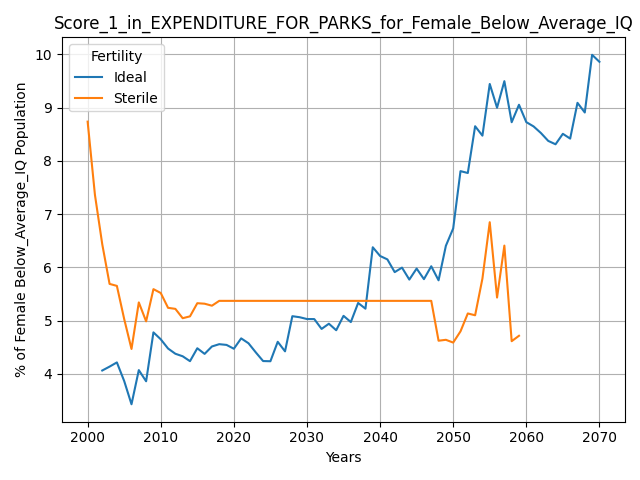 Score_1_in_EXPENDITURE_FOR_PARKS_for_Female_Below_Average_IQ
Fertility
Ideal
Sterile
% of Female Below_Average_IQ Population
10
9
8
7
6
5
4
2000 2010 2020 2030 2040 2050 2060 2070
Years